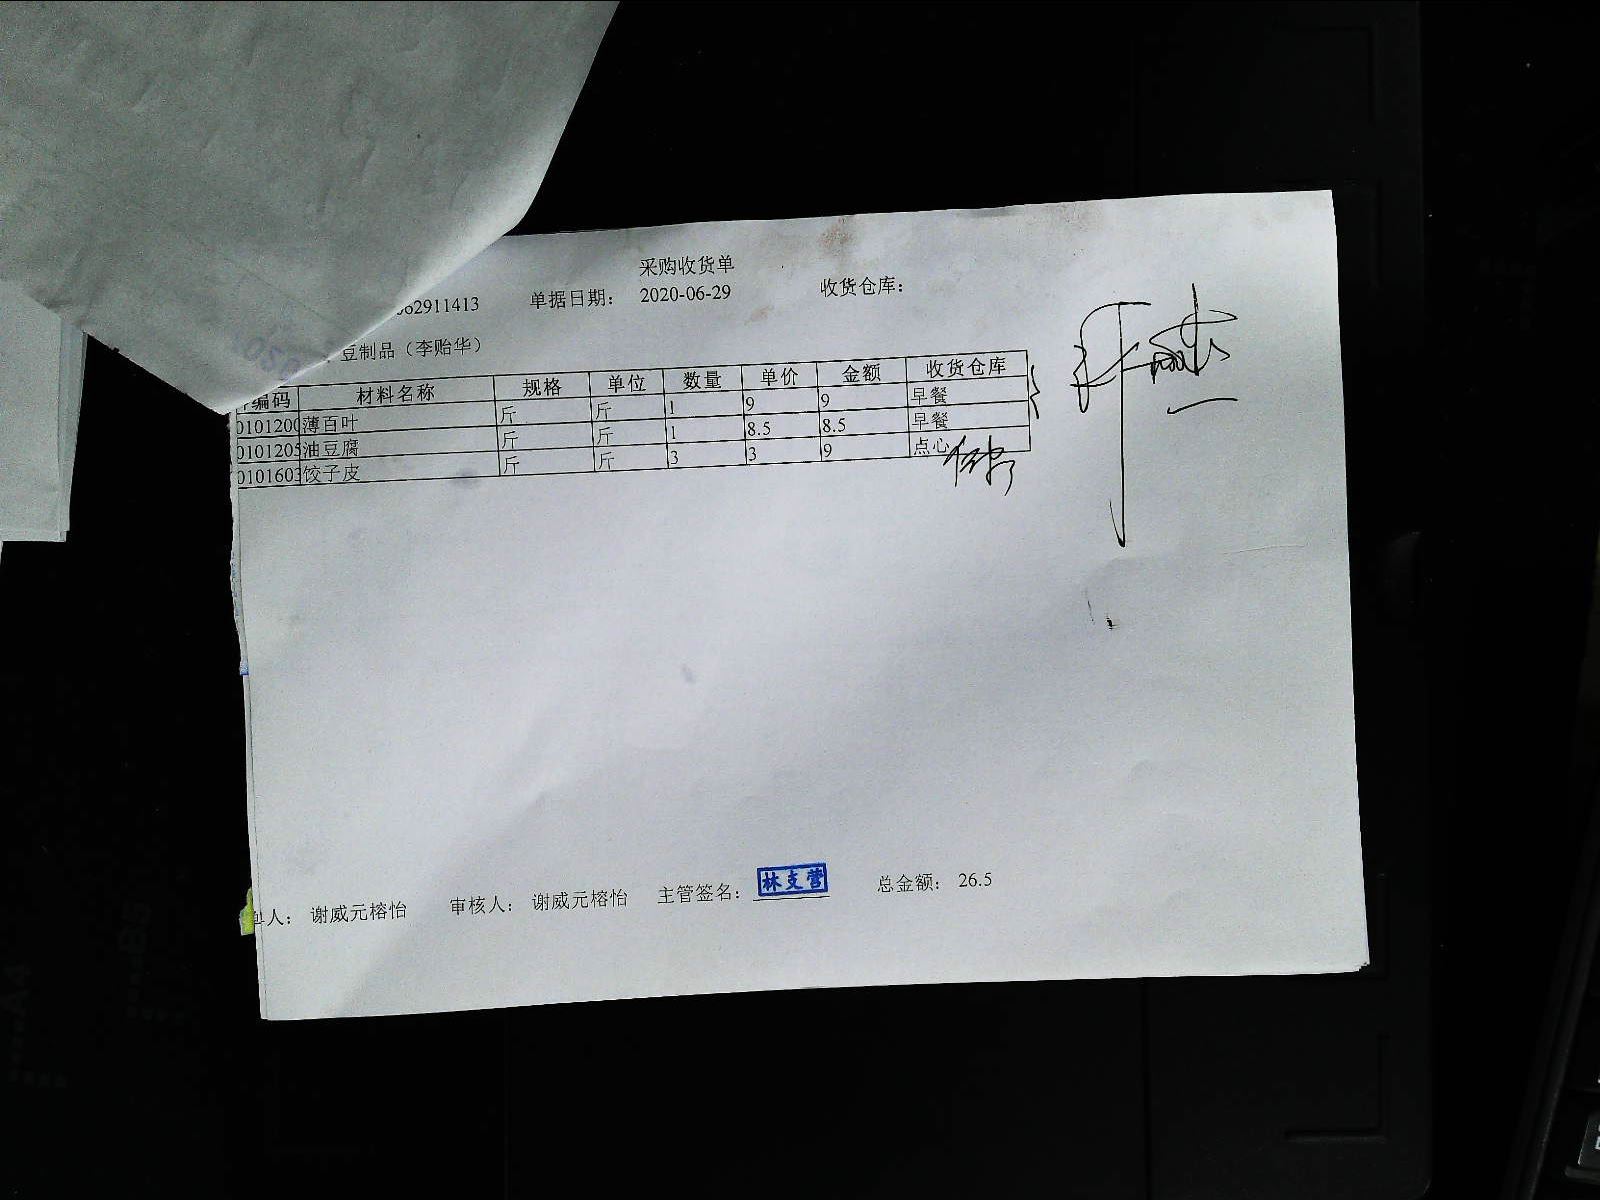 采购收货单
62911413 单据日期： 2020-06-29 收货仓库：
豆制品（李贻华）
编码 材料名称 规格 单位 数量 单价 金额 收货仓库
0101200 薄百叶 斤 斤 1 9 9 早餐
0101205 油豆腐 斤 斤 1 8.5 8.5 早餐
0101603 饺子皮 斤 斤 3 3 9 点心
人： 谢威元榕怡 审核人： 谢威元榕怡 主管签名： 林支营 总金额： 26.5